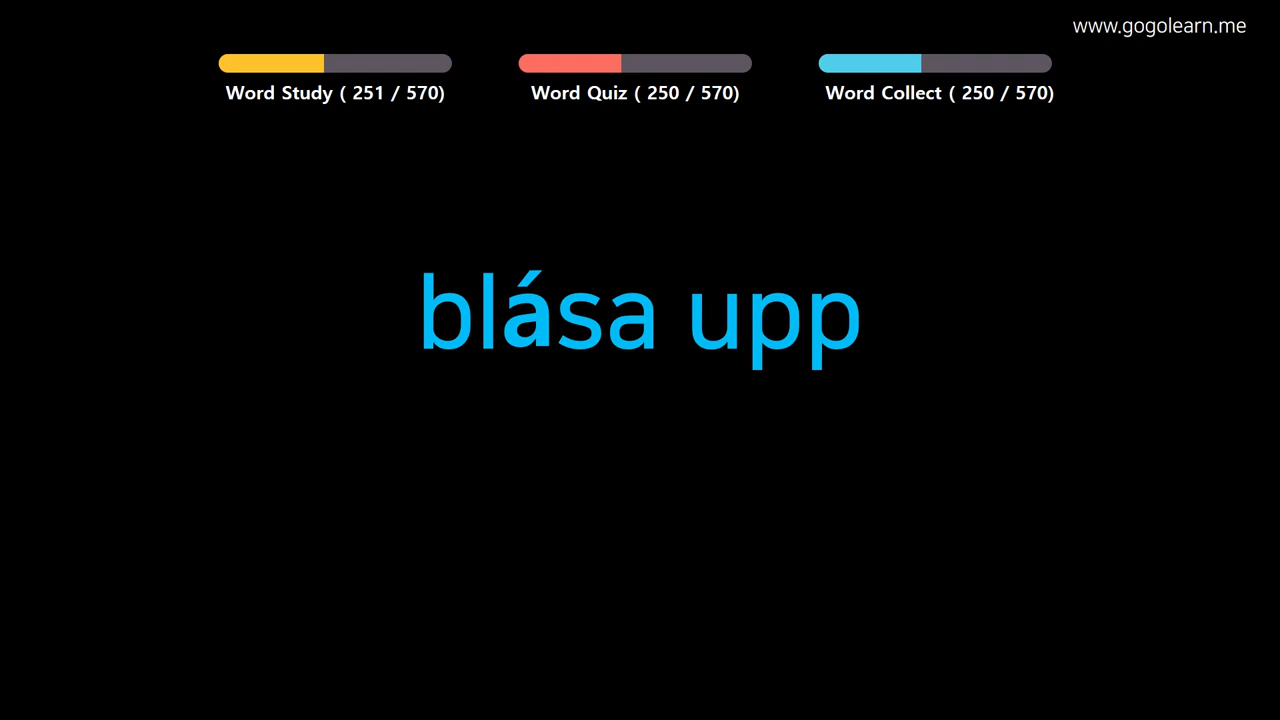 www.gogolearn.me
Word Study ( 251 / 570)
Word Quiz ( 250 / 570)
Word Collect ( 250 / 570)
blása upp